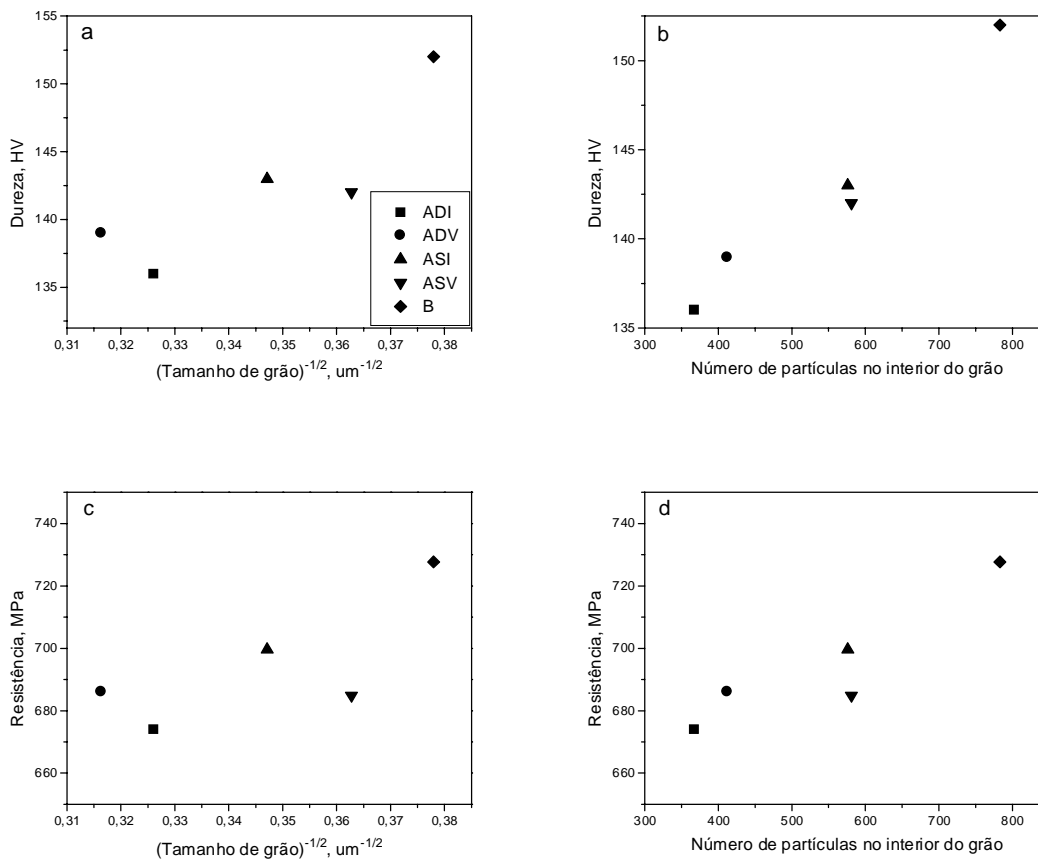 a
155
150
145
140
135
Dureza, HV
ADI
ADV
ASI
ASV
B
0,31 0,32 0,33 0,34 0,35 0,36 0,37 0,38
(Tamanho de grão)-1/2, um-1/2
b
150
145
140
135
Dureza, HV
300 400 500 600 700 800
Número de partículas no interior do grão
c
740
720
700
680
660
Resistência, MPa
0,31 0,32 0,33 0,34 0,35 0,36 0,37 0,38
(Tamanho de grão)-1/2, um-1/2
d
740
720
700
680
660
Resistência, MPa
300 400 500 600 700 800
Número de partículas no interior do grão